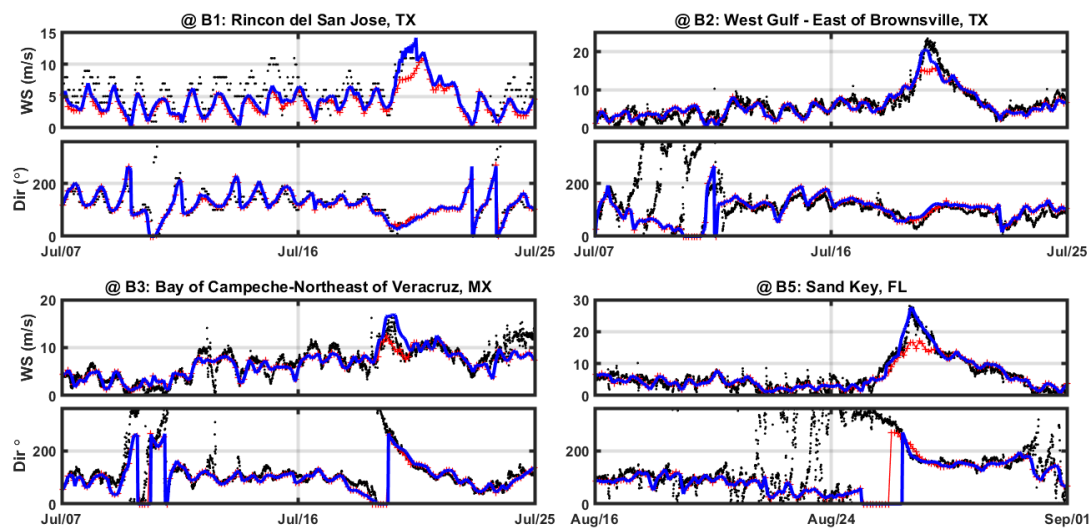 @ B1: Rincon del San Jose, TX
15
10
5
0
WS (m/s)
200
0
Dir (°)
Jul/07
Jul/16
Jul/25
@ B2: West Gulf - East of Brownsville, TX
20
10
0
200
0
Jul/07
Jul/16
Jul/25
@ B3: Bay of Campeche-Northeast of Veracruz, MX
20
10
0
WS (m/s)
200
0
Dir °
Jul/07
Jul/16
Jul/25
@ B5: Sand Key, FL
30
20
10
0
200
0
Aug/16
Aug/24
Sep/01